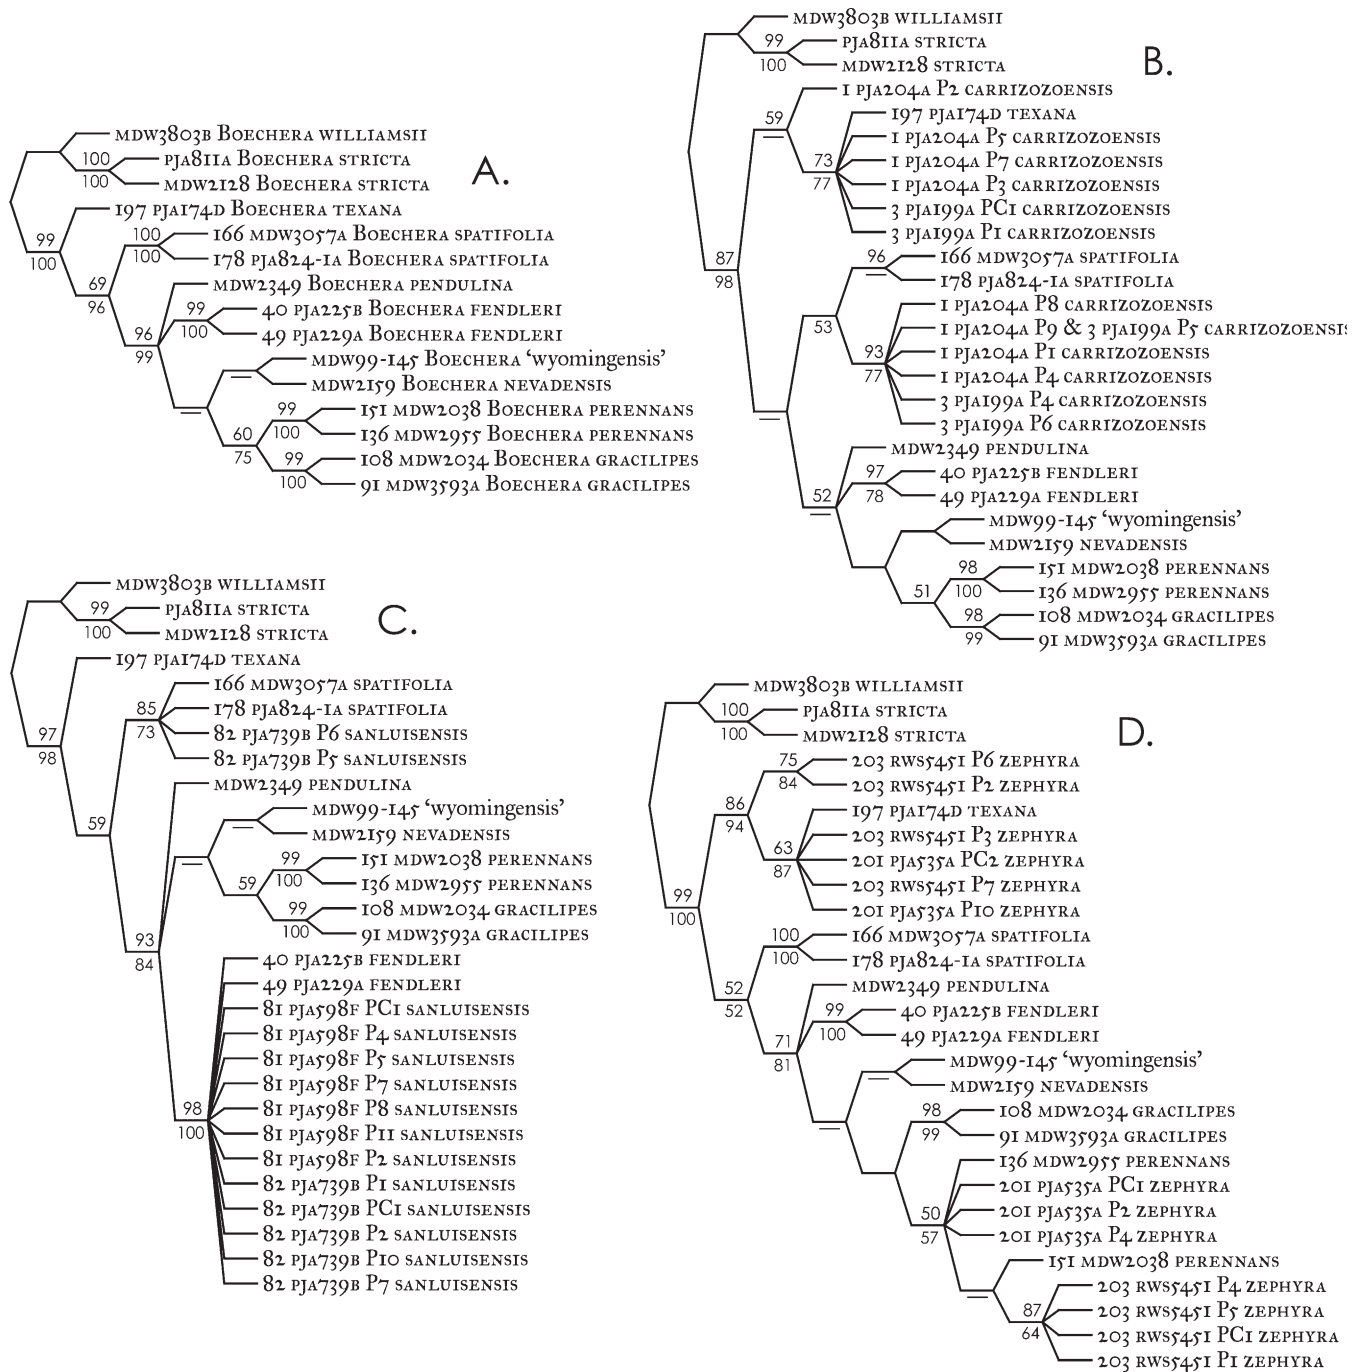 A.
MDW3803B BOECHERA WILLIAMSII
PJA811A BOECHERA STRICTA
MDW2128 BOECHERA STRICTA
197 PJA174D BOECHERA TEXANA
166 MDW3057A BOECHERA SPATIFOLIA
178 PJA824-1A BOECHERA SPATIFOLIA
MDW2349 BOECHERA PENDULINA
40 PJA225B BOECHERA FENDLERI
49 PJA229A BOECHERA FENDLERI
MDW99-145 BOECHERA ‘wyomingensis’
MDW2159 BOECHERA NEVADENSIS
151 MDW2038 BOECHERA PERENNANS
136 MDW2955 BOECHERA PERENNANS
108 MDW2034 BOECHERA GRACILIPES
91 MDW3593A BOECHERA GRACILIPES
100
100
99
100
100
100
69
96
99
100
96
99
99
100
60
75
99
100
B.
MDW3803B WILLIAMSII
PJA811A STRICTA
MDW2128 STRICTA
1 PJA204A P2 CARRIZOZOENSIS
197 PJA174D TEXANA
1 PJA204A P5 CARRIZOZOENSIS
1 PJA204A P7 CARRIZOZOENSIS
1 PJA204A P3 CARRIZOZOENSIS
3 PJA199A PC1 CARRIZOZOENSIS
3 PJA199A P1 CARRIZOZOENSIS
166 MDW3057A SPATIFOLIA
178 PJA824-1A SPATIFOLIA
1 PJA204A P8 CARRIZOZOENSIS
1 PJA204A P9 & 3 PJA199A P5 CARRIZOZOENSIS
1 PJA204A P1 CARRIZOZOENSIS
1 PJA204A P4 CARRIZOZOENSIS
3 PJA199A P4 CARRIZOZOENSIS
3 PJA199A P6 CARRIZOZOENSIS
MDW2349 PENDULINA
40 PJA225B FENDLERI
49 PJA229A FENDLERI
MDW99-145 ‘wyomingensis’
MDW2159 NEVADENSIS
151 MDW2038 PERENNANS
136 MDW2955 PERENNANS
108 MDW2034 GRACILIPES
91 MDW3593A GRACILIPES
99
100
59
73
77
87
98
96
53
93
77
97
78
52
98
100
51
98
99
C.
MDW3803B WILLIAMSII
PJA811A STRICTA
MDW2128 STRICTA
197 PJA174D TEXANA
166 MDW3057A SPATIFOLIA
178 PJA824-1A SPATIFOLIA
82 PJA739B P6 SANLUISENSIS
82 PJA739B P5 SANLUISENSIS
MDW2349 PENDULINA
MDW99-145 ‘wyomingensis’
MDW2159 NEVADENSIS
151 MDW2038 PERENNANS
136 MDW2955 PERENNANS
108 MDW2034 GRACILIPES
91 MDW3593A GRACILIPES
40 PJA225B FENDLERI
49 PJA229A FENDLERI
81 PJA598F PC1 SANLUISENSIS
81 PJA598F P4 SANLUISENSIS
81 PJA598F P5 SANLUISENSIS
81 PJA598F P7 SANLUISENSIS
81 PJA598F P8 SANLUISENSIS
81 PJA598F P11 SANLUISENSIS
81 PJA598F P2 SANLUISENSIS
82 PJA739B P1 SANLUISENSIS
82 PJA739B PC1 SANLUISENSIS
82 PJA739B P2 SANLUISENSIS
82 PJA739B P10 SANLUISENSIS
82 PJA739B P7 SANLUISENSIS
99
100
85
73
97
98
59
99
100
59
99
100
93
84
98
100
D.
MDW3803B WILLIAMSII
PJA811A STRICTA
MDW2128 STRICTA
203 RWS5451 P6 ZEPHYRA
203 RWS5451 P2 ZEPHYRA
197 PJA174D TEXANA
203 RWS5451 P3 ZEPHYRA
201 PJA535A PC2 ZEPHYRA
203 RWS5451 P7 ZEPHYRA
201 PJA535A P10 ZEPHYRA
166 MDW3057A SPATIFOLIA
178 PJA824-1A SPATIFOLIA
MDW2349 PENDULINA
40 PJA225B FENDLERI
49 PJA229A FENDLERI
MDW99-145 ‘wyomingensis’
MDW2159 NEVADENSIS
108 MDW2034 GRACILIPES
91 MDW3593A GRACILIPES
136 MDW2955 PERENNANS
201 PJA535A PC1 ZEPHYRA
201 PJA535A P2 ZEPHYRA
201 PJA535A P4 ZEPHYRA
151 MDW2038 PERENNANS
203 RWS5451 P4 ZEPHYRA
203 RWS5451 P5 ZEPHYRA
203 RWS5451 PC1 ZEPHYRA
203 RWS5451 P1 ZEPHYRA
100
100
75
84
86
94
63
87
99
100
100
100
52
52
99
100
71
81
98
99
50
57
87
64